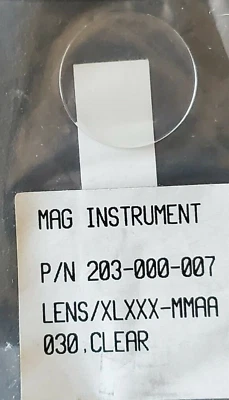 MAG INSTRUMENT
P/N 203-000-007
LENS/XLXXX-MMAA
030.CLEAR